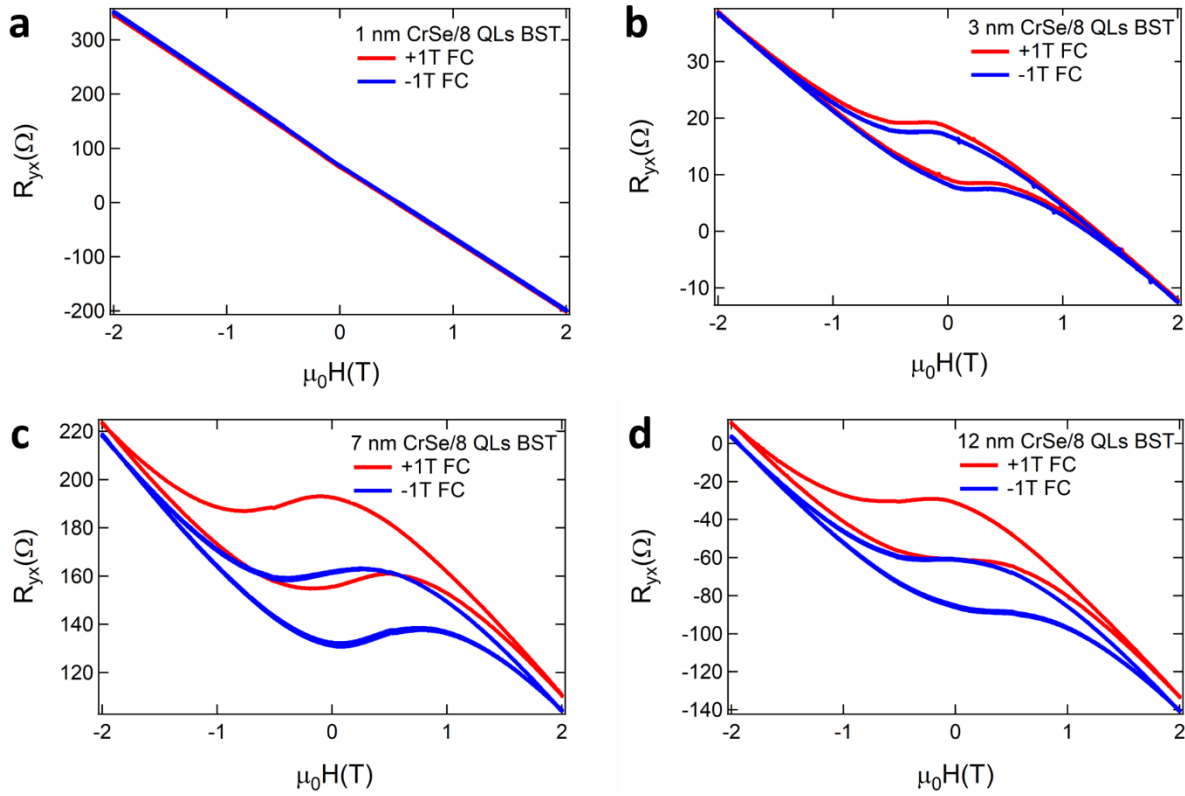 a
1 nm CrSe/8 QLs BST
+1T FC
-1T FC
300
200
100
0
-100
-200
Ryx(Ω)
-2
-1
0
1
2
μ0H(T)
b
3 nm CrSe/8 QLs BST
+1T FC
-1T FC
30
20
10
0
-10
Ryx(Ω)
-2
-1
0
1
2
μ0H(T)
c
7 nm CrSe/8 QLs BST
+1T FC
-1T FC
220
200
180
160
140
120
Ryx(Ω)
-2
-1
0
1
2
μ0H(T)
d
12 nm CrSe/8 QLs BST
+1T FC
-1T FC
0
-20
-40
-60
-80
-100
-120
-140
Ryx(Ω)
-2
-1
0
1
2
μ0H(T)